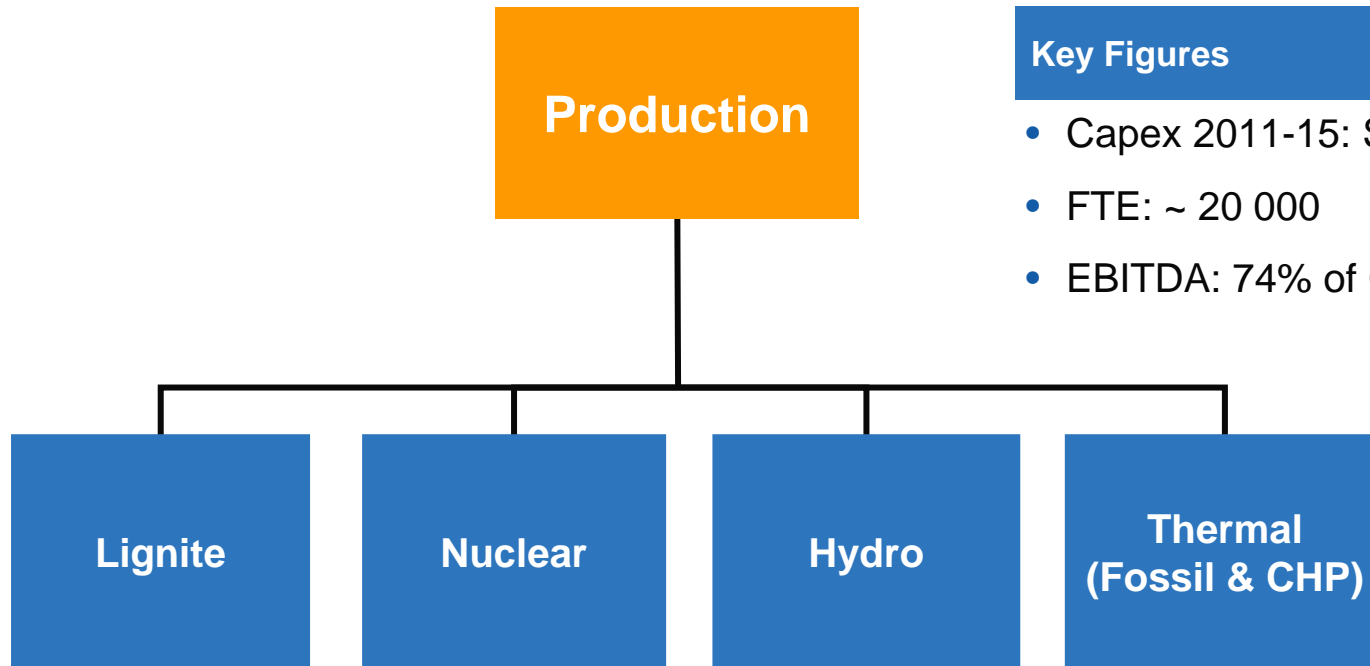 Production
Key Figures
• Capex 2011-15: S
• FTE: ~ 20 000
• EBITDA: 74% of
Lignite
Nuclear
Hydro
Thermal
(Fossil & CHP)